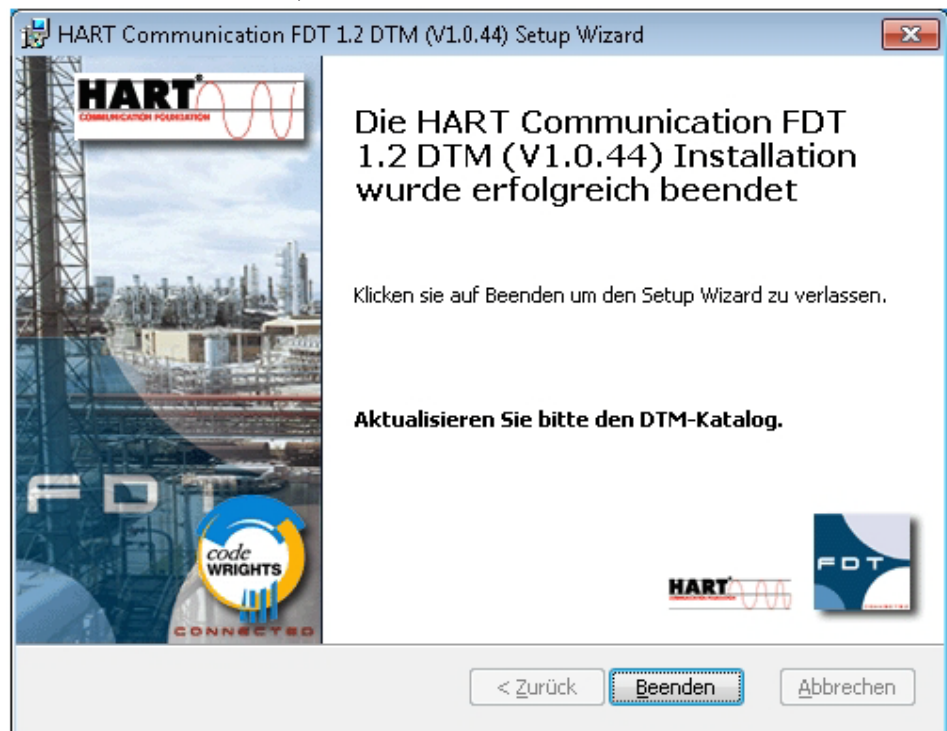 HART Communication FDT 1.2 DTM (V1.0.44) Setup Wizard
HART
COMMUNICATION FOUNDATION
Die HART Communication FDT
1.2 DTM (V1.0.44) Installation
wurde erfolgreich beendet
Klicken sie auf Beenden um den Setup Wizard zu verlassen.
Aktualisieren Sie bitte den DTM-Katalog.
FDT
code
WRIGHTS
CONNECTED
HART
FDT
< Zurück
Beenden
Abbrechen